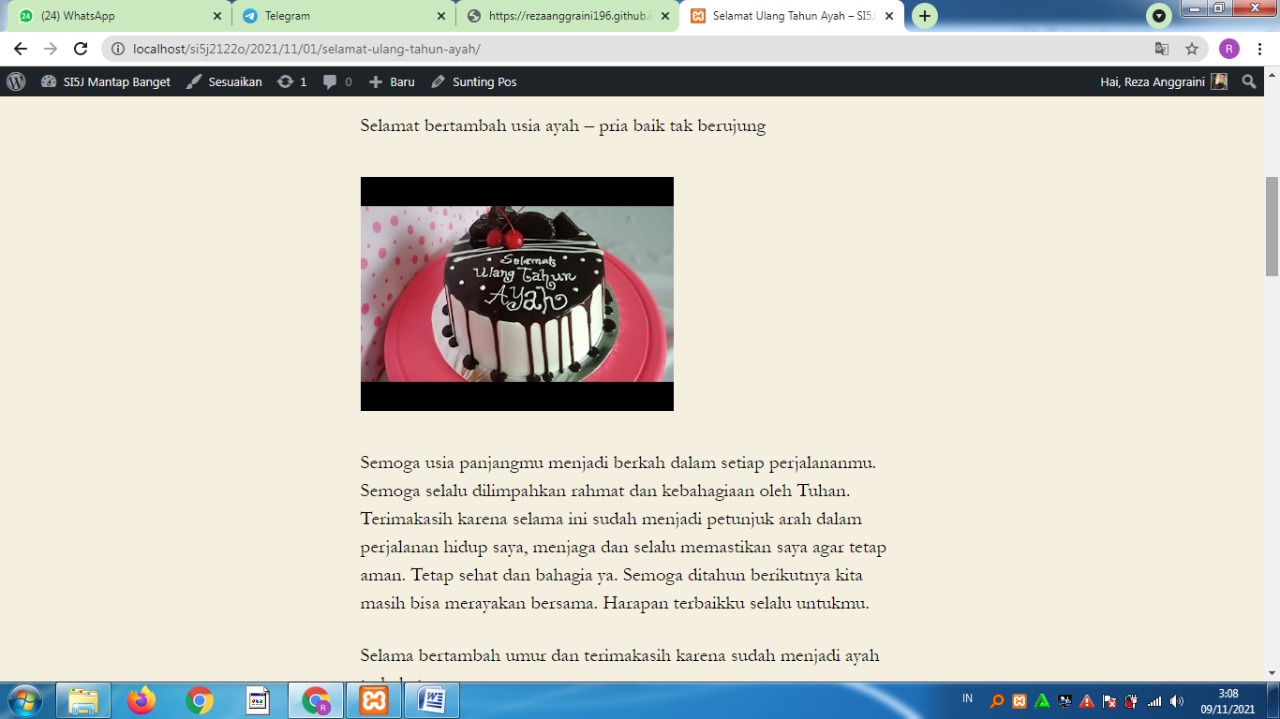 (24) WhatsApp
Telegram
https://rezaanggraini196.github.i
Selamat Ulang Tahun Ayah – SI5J
localhost/si5j2122o/2021/11/01/selamat-ulang-tahun-ayah/
R
SI5J Mantap Banget Sesuaikan 1 0 Baru Sunting Pos Hai, Reza Anggraini
Selamat bertambah usia ayah – pria baik tak berujung
Selamat
Ulang Tahun
Ayah
Semoga usia panjangmu menjadi berkah dalam setiap perjalananmu.
Semoga selalu dilimpahkan rahmat dan kebahagiaan oleh Tuhan.
Terimakasih karena selama ini sudah menjadi petunjuk arah dalam
perjalanan hidup saya, menjaga dan selalu memastikan saya agar tetap
aman. Tetap sehat dan bahagia ya. Semoga ditahun berikutnya kita
masih bisa merayakan bersama. Harapan terbaikku selalu untukmu.
Selama bertambah umur dan terimakasih karena sudah menjadi ayah
IN
3:08
09/11/2021